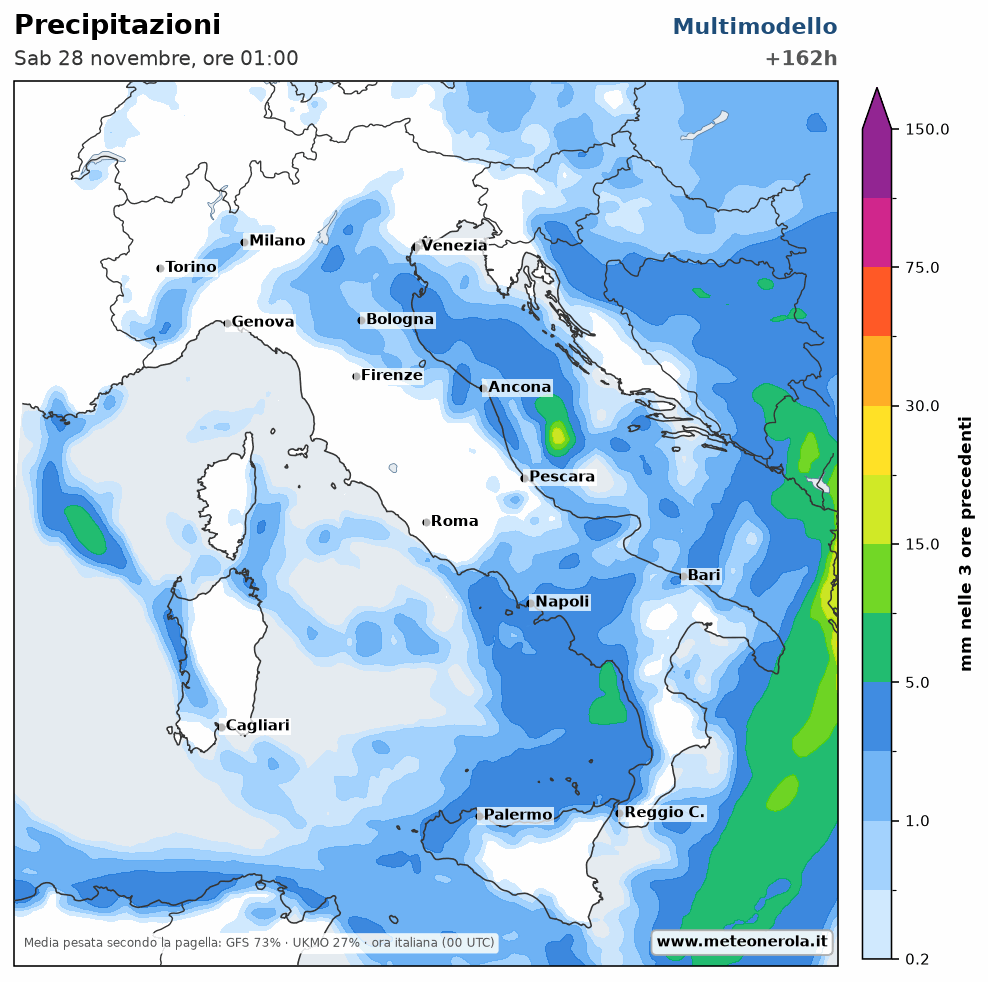 Precipitazioni
Multimodello
Sab 28 novembre, ore 01:00
+162h
150.0
75.0
30.0
15.0
5.0
1.0
0.2
mm nelle 3 ore precedenti
Milano
Venezia
Torino
Genova
Bologna
Firenze
Ancona
Pescara
Roma
Bari
Napoli
Cagliari
Palermo
Reggio C.
Media pesata secondo la pagella: GFS 73% · UKMO 27% · ora italiana (00 UTC)
www.meteonerola.it